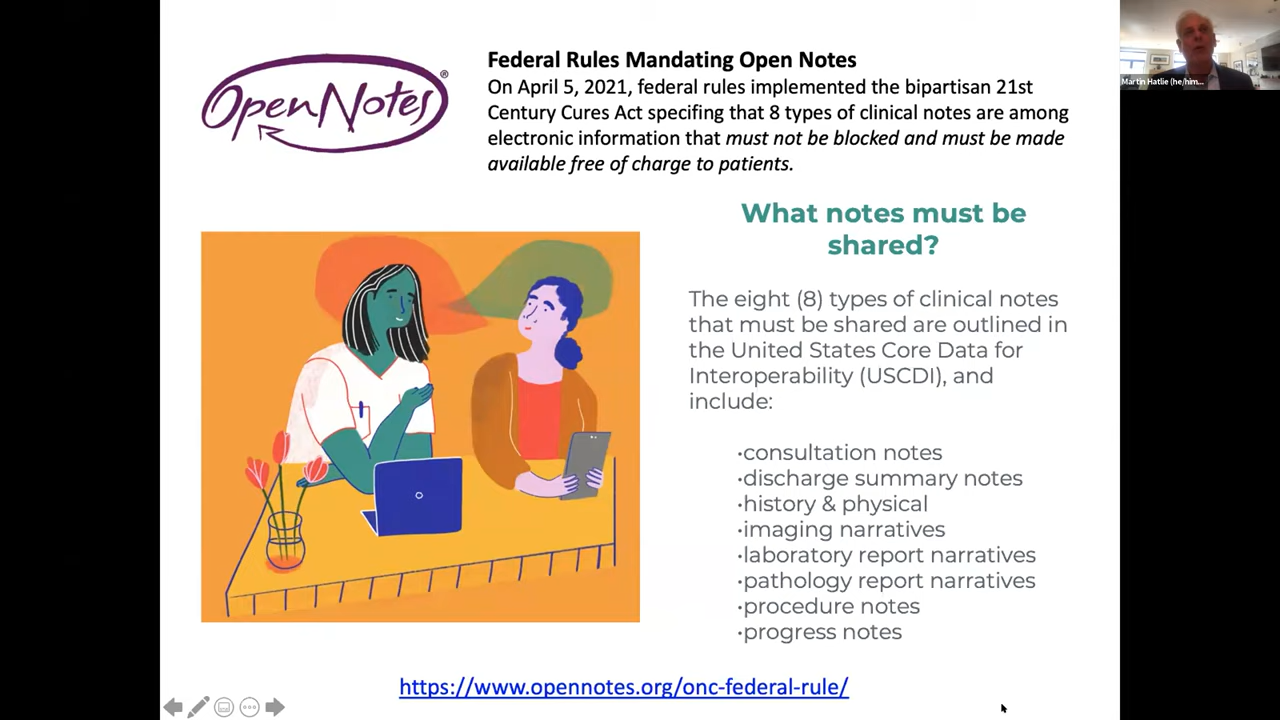 OpenNotes®
Federal Rules Mandating Open Notes
On April 5, 2021, federal rules implemented the bipartisan 21st
Century Cures Act specifing that 8 types of clinical notes are among
electronic information that must not be blocked and must be made
available free of charge to patients.
What notes must be
shared?
The eight (8) types of clinical notes
that must be shared are outlined in
the United States Core Data for
Interoperability (USCDI), and
include:
·consultation notes
·discharge summary notes
·history & physical
·imaging narratives
·laboratory report narratives
·pathology report narratives
·procedure notes
·progress notes
https://www.opennotes.org/onc-federal-rule/
Martin Hatlie (he/him...